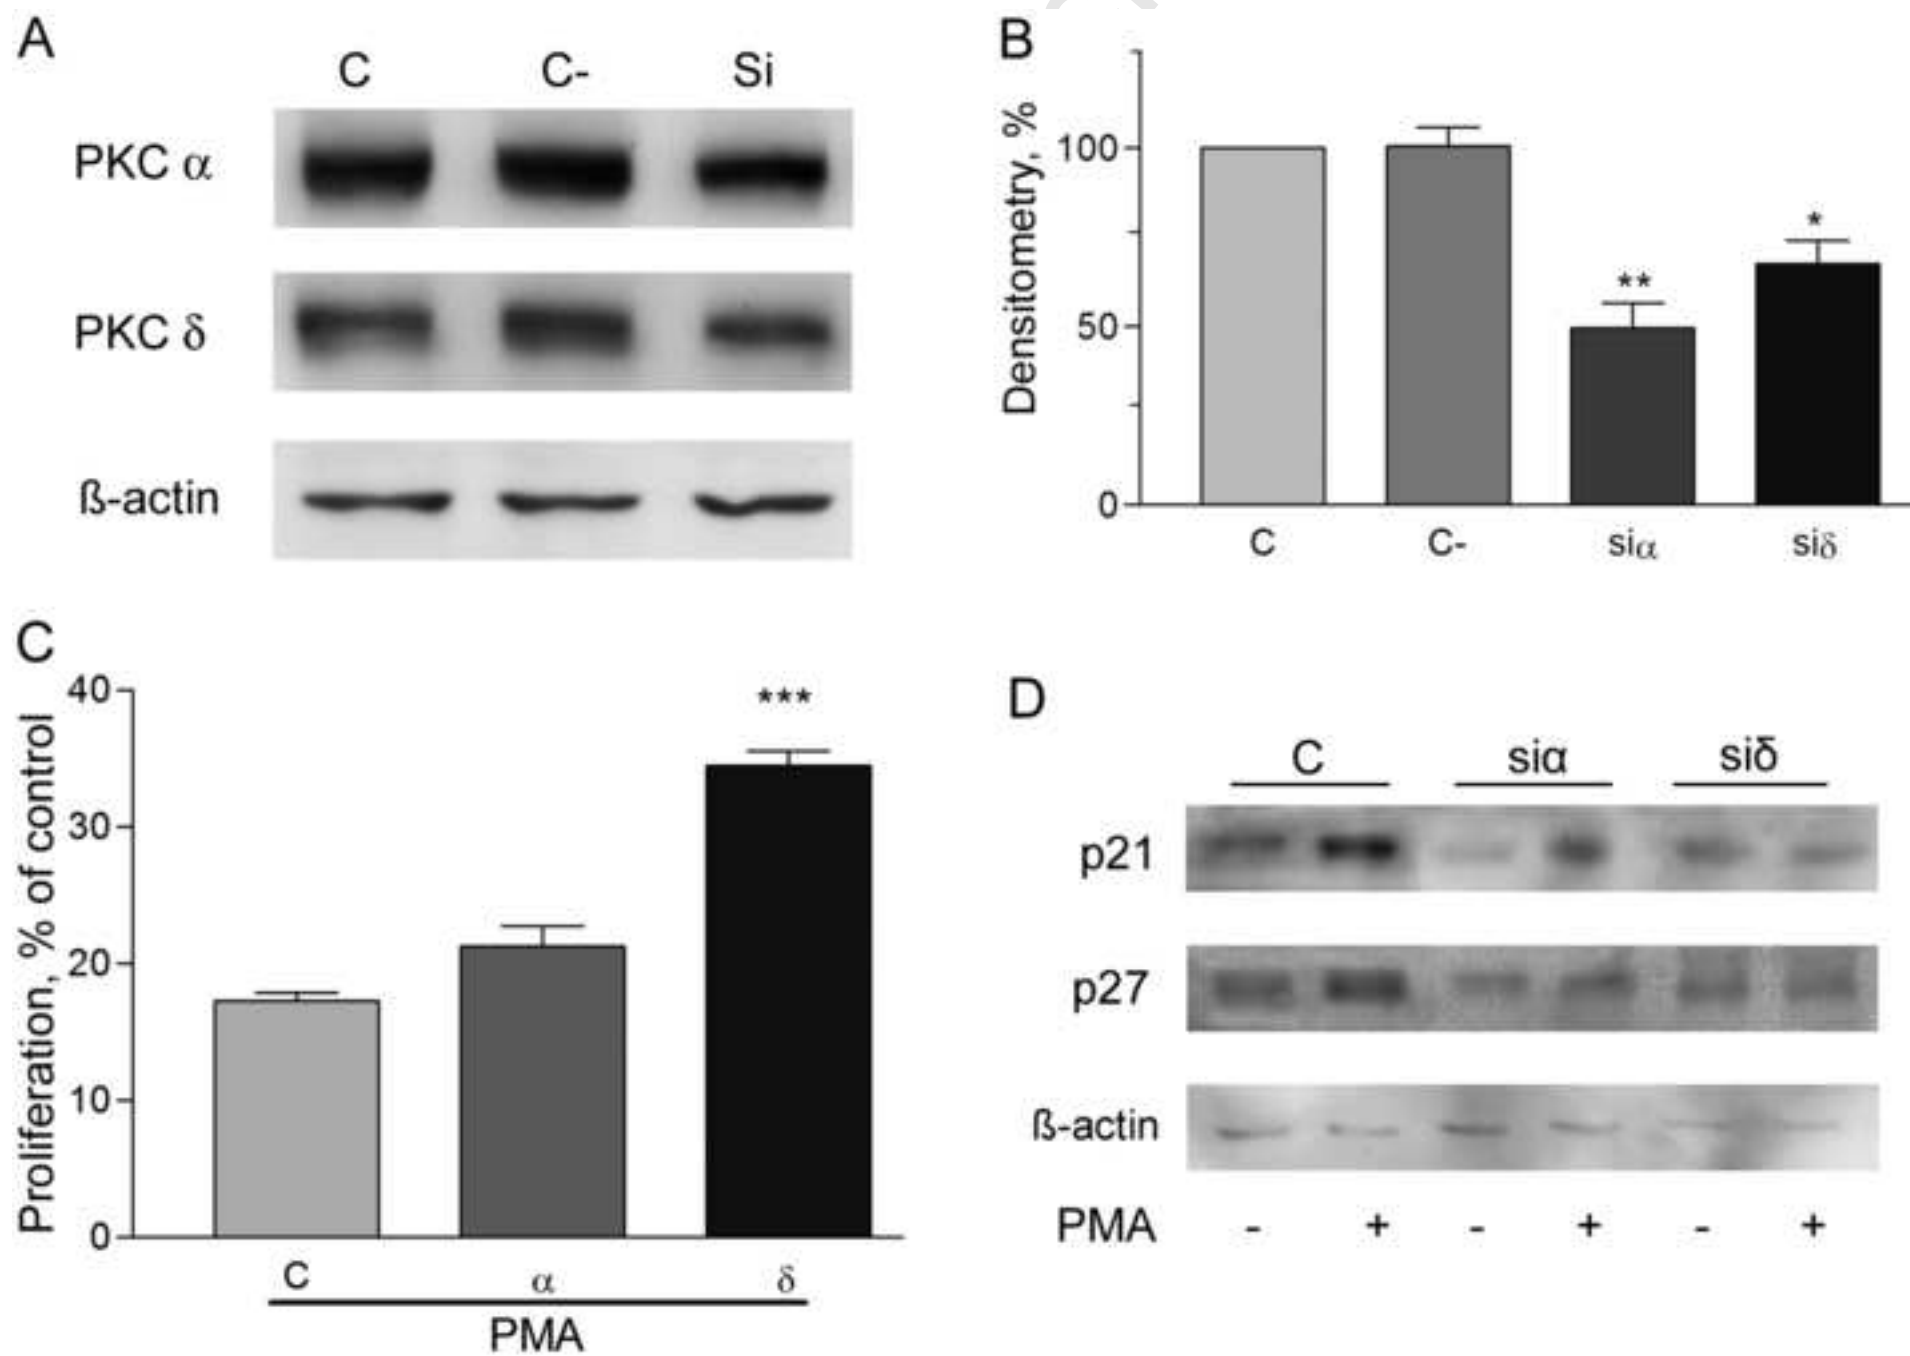 A
C C- Si
PKC α
PKC δ
ß-actin
B
Densitometry, %
100
50
0
**
*
C C- siα siδ
C
Proliferation, % of control
40
30
20
10
0
***
C α δ
PMA
D
C siα siδ
p21
p27
ß-actin
PMA - + - + - +